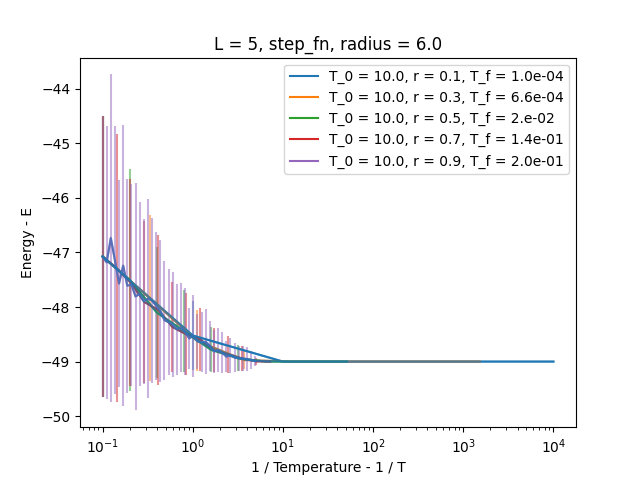 L = 5, step_fn, radius = 6.0
T_0 = 10.0, r = 0.1, T_f = 1.0e-04
T_0 = 10.0, r = 0.3, T_f = 6.6e-04
T_0 = 10.0, r = 0.5, T_f = 2.e-02
T_0 = 10.0, r = 0.7, T_f = 1.4e-01
T_0 = 10.0, r = 0.9, T_f = 2.0e-01
Energy - E
−44
−45
−46
−47
−48
−49
−50
10⁻¹ 10⁰ 10¹ 10² 10³ 10⁴
1 / Temperature - 1 / T